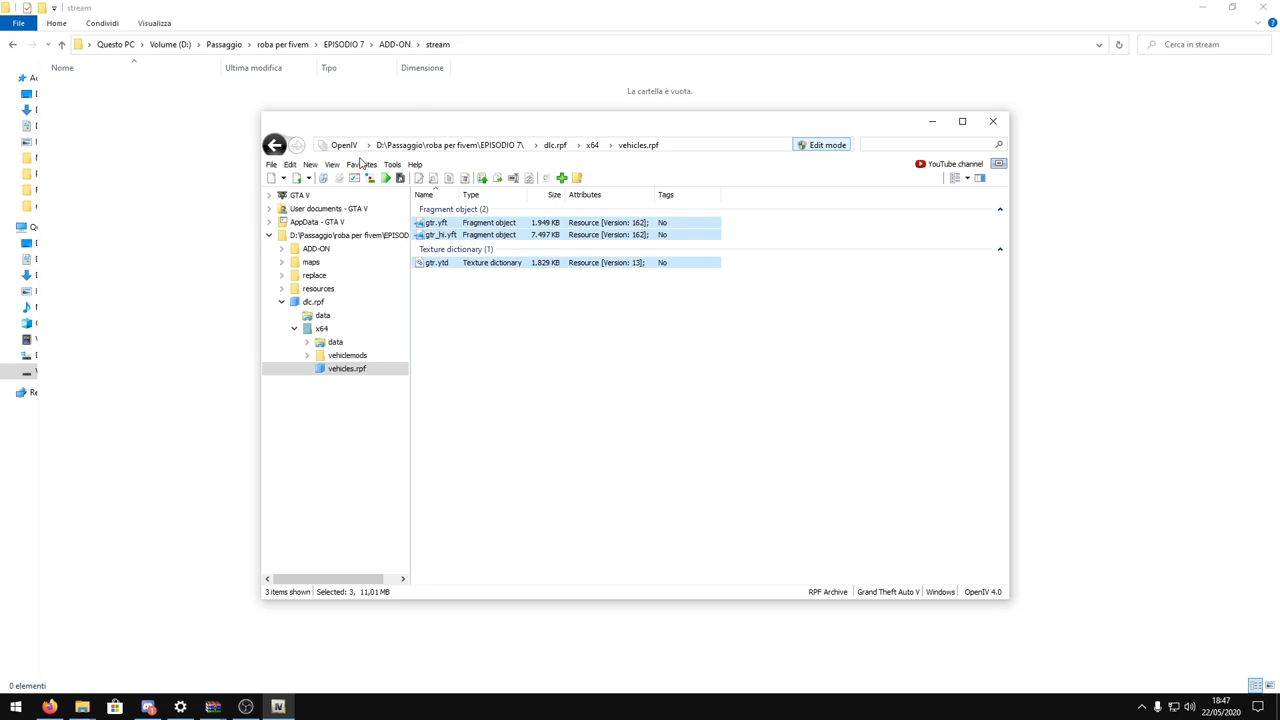 stream
File Home Condividi Visualizza
Questo PC > Volume (D:) > Passaggio > roba per fivem > EPISODIO 7 > ADD-ON > stream
Cerca in stream
Nome Ultima modifica Tipo Dimensione
La cartella è vuota.
OpenIV > D:\Passaggio\roba per fivem\EPISODIO 7\ > dlc.rpf > x64 > vehicles.rpf
Edit mode
File Edit New View Favorites Tools Help
YouTube channel
GTA V
User documents - GTA V
AppData - GTA V
D:\Passaggio\roba per fivem\EPISOD
ADD-ON
maps
replace
resources
dlc.rpf
data
x64
data
vehiclemods
vehicles.rpf
Name Type Size Attributes Tags
Fragment object (2)
gtr.yft Fragment object 1.949 KB Resource [Version: 162]; No
gtr_hi.yft Fragment object 7.497 KB Resource [Version: 162]; No
Texture dictionary (1)
gtr.ytd Texture dictionary 1.829 KB Resource [Version: 13]; No
3 items shown Selected: 3, 11,01 MB
RPF Archive Grand Theft Auto V Windows OpenIV 4.0
0 elementi
18:47
22/05/2020